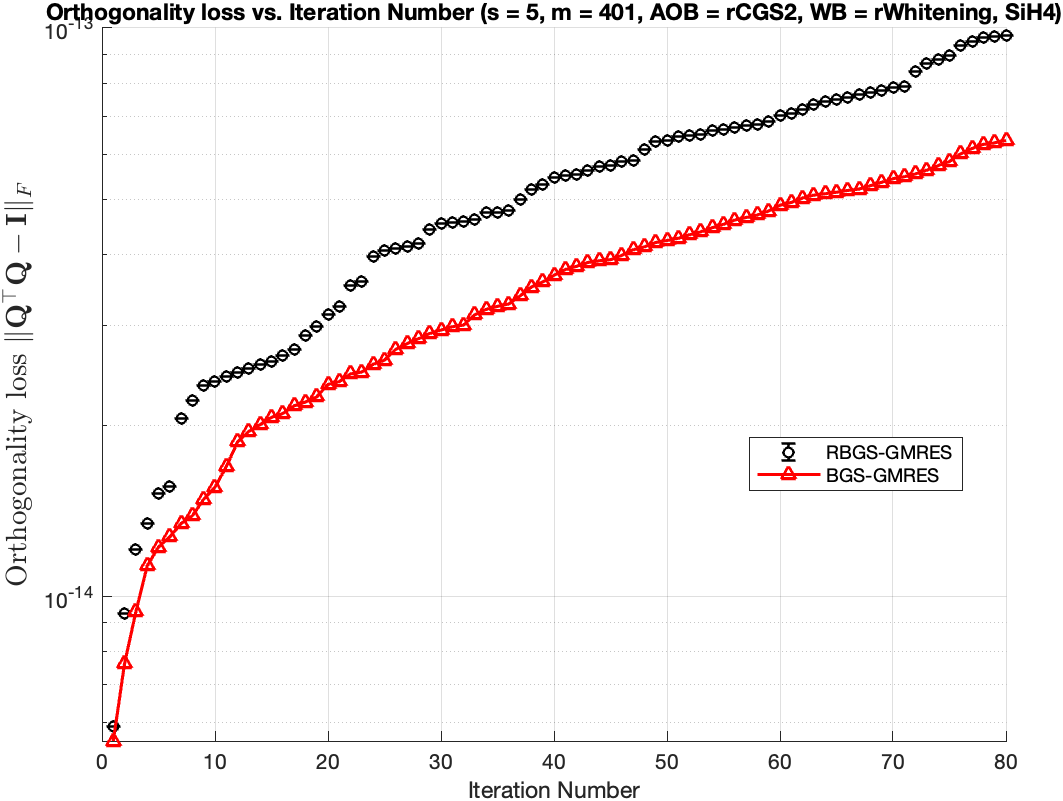 Orthogonality loss vs. Iteration Number (s = 5, m = 401, AOB = rCGS2, WB = rWhitening, SiH4)
10^-13
10^-14
Orthogonality loss ||Q^⊤Q − I||_F
RBGS-GMRES
BGS-GMRES
0 10 20 30 40 50 60 70 80
Iteration Number